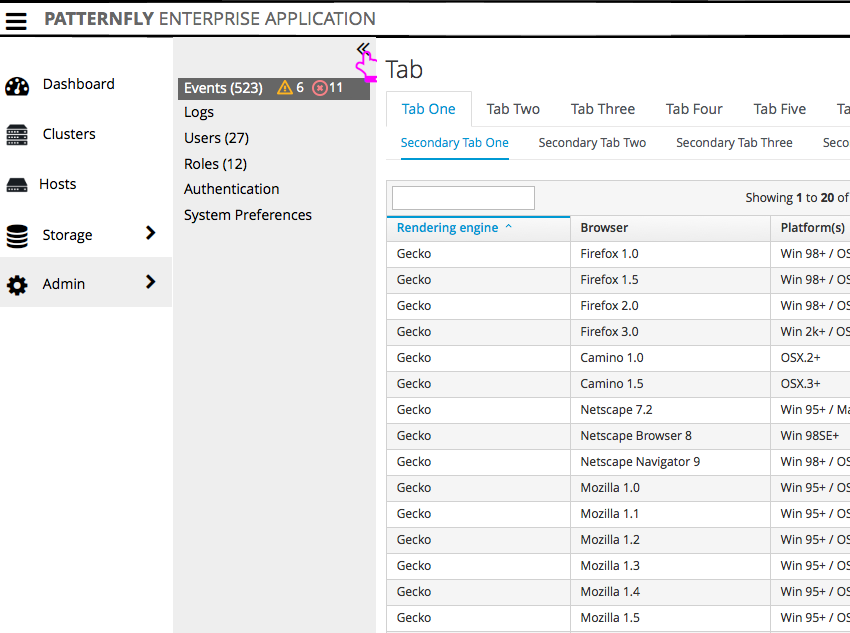 PATTERNFLY ENTERPRISE APPLICATION
Dashboard
Clusters
Hosts
Storage
Admin
Events (523) 6 11
Logs
Users (27)
Roles (12)
Authentication
System Preferences
Tab
Tab One Tab Two Tab Three Tab Four Tab Five Ta
Secondary Tab One Secondary Tab Two Secondary Tab Three Seco
Showing 1 to 20 of
Rendering engine Browser Platform(s)
Gecko Firefox 1.0 Win 98+ / OS
Gecko Firefox 1.5 Win 98+ / OS
Gecko Firefox 2.0 Win 98+ / OS
Gecko Firefox 3.0 Win 2k+ / OS
Gecko Camino 1.0 OSX.2+
Gecko Camino 1.5 OSX.3+
Gecko Netscape 7.2 Win 95+ / Ma
Gecko Netscape Browser 8 Win 98SE+
Gecko Netscape Navigator 9 Win 98+ / OS
Gecko Mozilla 1.0 Win 95+ / OS
Gecko Mozilla 1.1 Win 95+ / OS
Gecko Mozilla 1.2 Win 95+ / OS
Gecko Mozilla 1.3 Win 95+ / OS
Gecko Mozilla 1.4 Win 95+ / OS
Gecko Mozilla 1.5 Win 95+ / OS